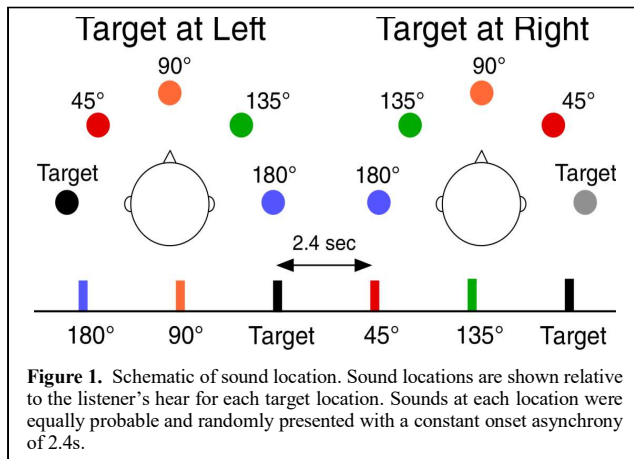 Target at Left Target at Right
90° 90°
45° 135° 135° 45°
Target 180° 180° Target
2.4 sec
180° 90° Target 45° 135° Target
Figure 1. Schematic of sound location. Sound locations are shown relative
to the listener's hear for each target location. Sounds at each location were
equally probable and randomly presented with a constant onset asynchrony
of 2.4s.